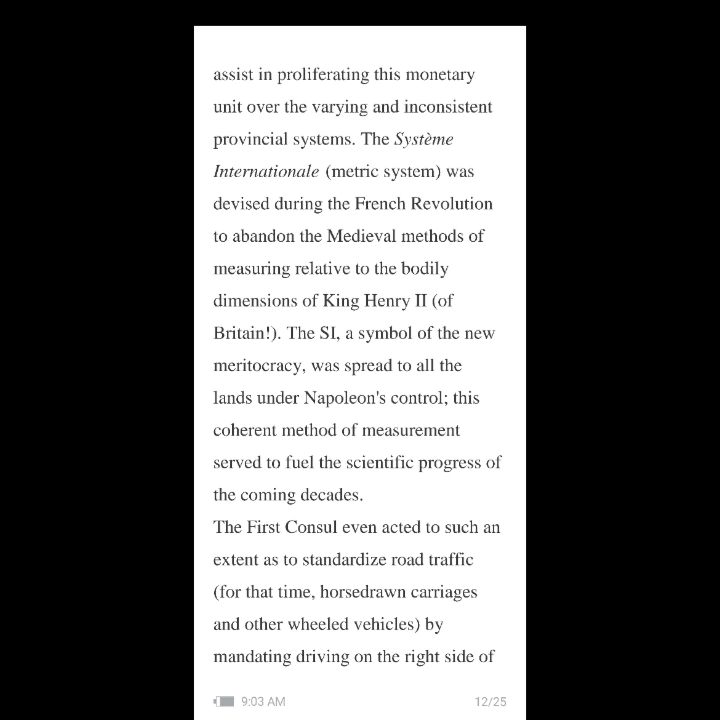 assist in proliferating this monetary
unit over the varying and inconsistent
provincial systems. The Système
Internationale (metric system) was
devised during the French Revolution
to abandon the Medieval methods of
measuring relative to the bodily
dimensions of King Henry II (of
Britain!). The SI, a symbol of the new
meritocracy, was spread to all the
lands under Napoleon's control; this
coherent method of measurement
served to fuel the scientific progress of
the coming decades.
The First Consul even acted to such an
extent as to standardize road traffic
(for that time, horsedrawn carriages
and other wheeled vehicles) by
mandating driving on the right side of
9:03 AM 12/25